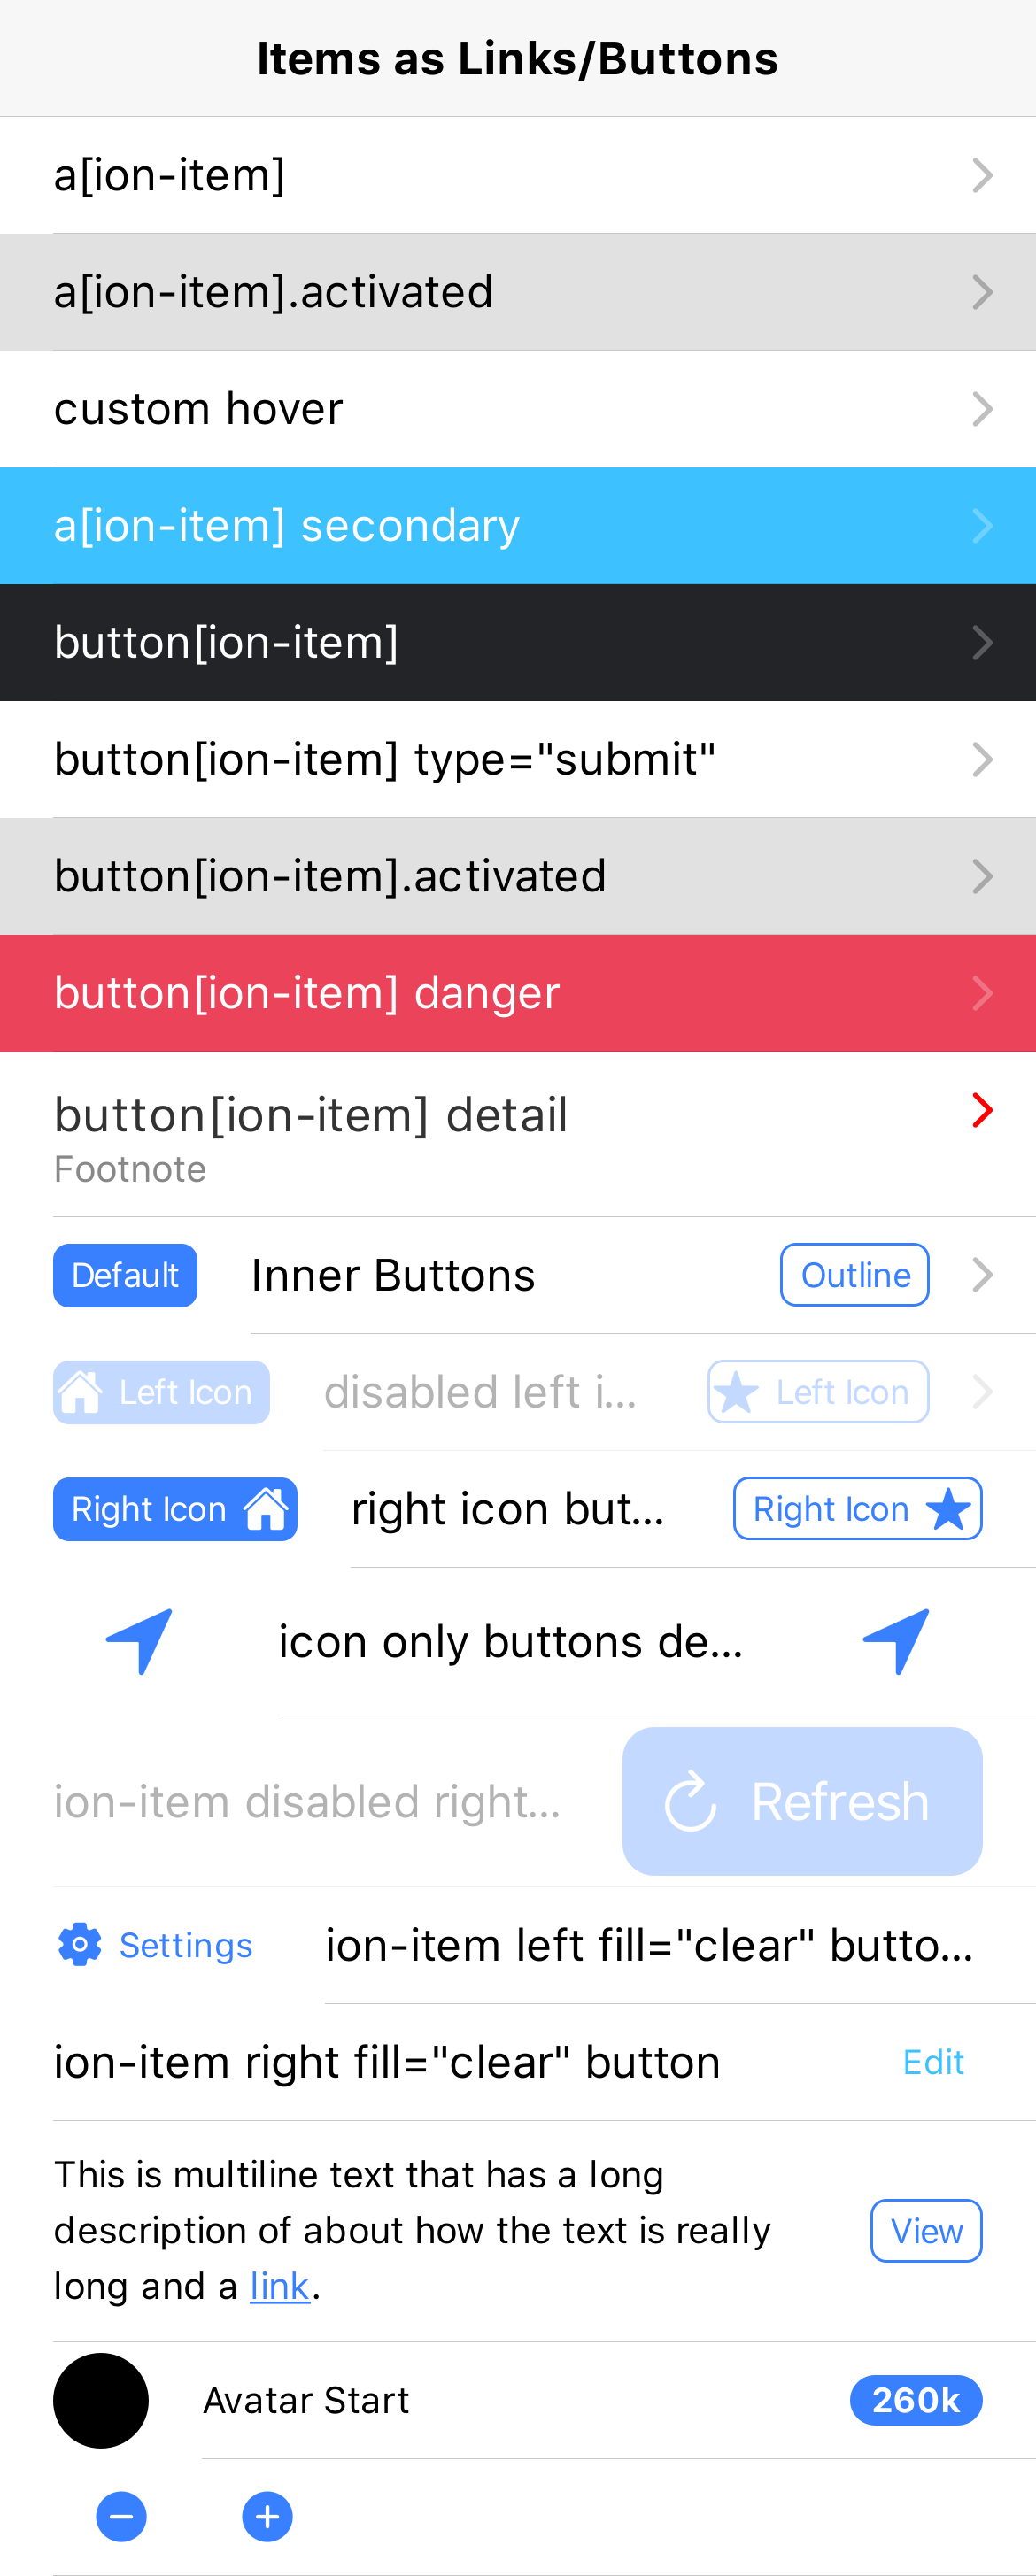 Items as Links/Buttons
a[ion-item]
a[ion-item].activated
custom hover
a[ion-item] secondary
button[ion-item]
button[ion-item] type="submit"
button[ion-item].activated
button[ion-item] danger
button[ion-item] detail
Footnote
Default Inner Buttons Outline
Left Icon disabled left i... Left Icon
Right Icon right icon but... Right Icon
icon only buttons de...
ion-item disabled right... Refresh
Settings ion-item left fill="clear" butto...
ion-item right fill="clear" button Edit
This is multiline text that has a long
description of about how the text is really
long and a link.
View
Avatar Start 260k